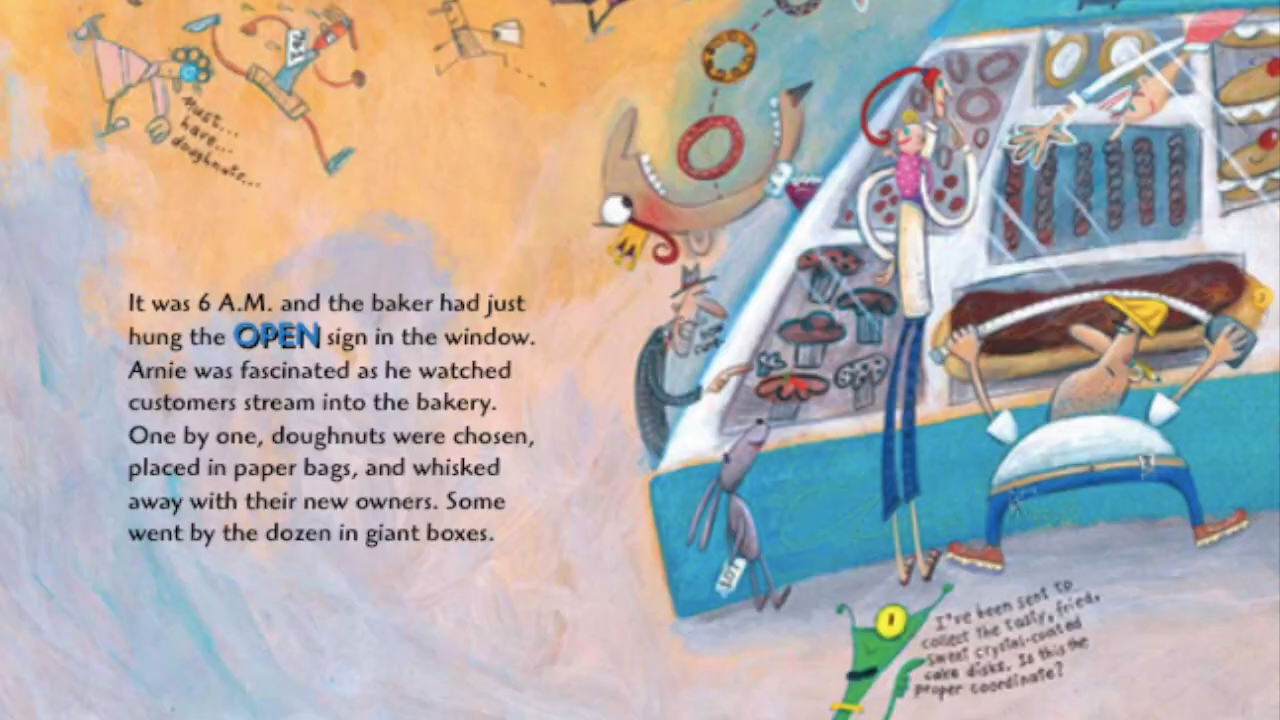 Must...
have...
doughnuts...
It was 6 A.M. and the baker had just
hung the OPEN sign in the window.
Arnie was fascinated as he watched
customers stream into the bakery.
One by one, doughnuts were chosen,
placed in paper bags, and whisked
away with their new owners. Some
went by the dozen in giant boxes.
I've been sent to
collect the tasty, fried,
sweet crystal-coated
cake disks. Is this the
proper coordinate?